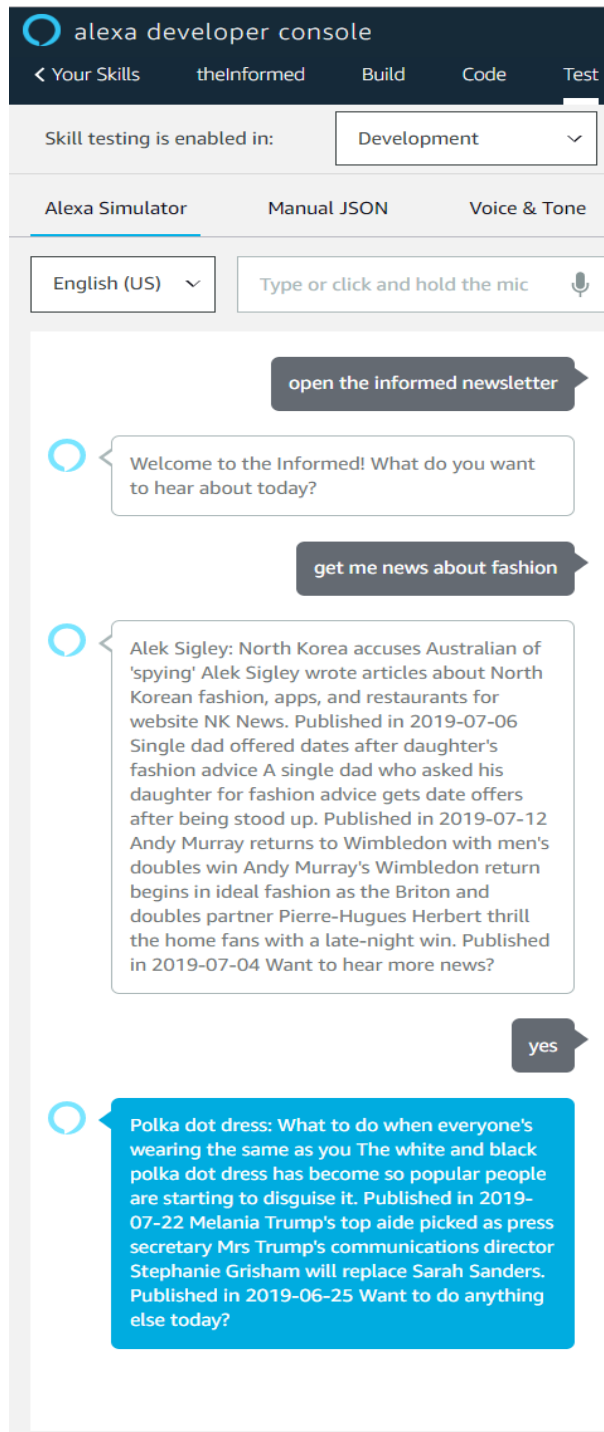 alexa developer console
Your Skills theInformed Build Code Test
Skill testing is enabled in: Development
Alexa Simulator Manual JSON Voice & Tone
English (US) Type or click and hold the mic
open the informed newsletter
Welcome to the Informed! What do you want
to hear about today?
get me news about fashion
Alek Sigley: North Korea accuses Australian of
'spying' Alek Sigley wrote articles about North
Korean fashion, apps, and restaurants for
website NK News. Published in 2019-07-06
Single dad offered dates after daughter's
fashion advice A single dad who asked his
daughter for fashion advice gets date offers
after being stood up. Published in 2019-07-12
Andy Murray returns to Wimbledon with men's
doubles win Andy Murray's Wimbledon return
begins in ideal fashion as the Briton and
doubles partner Pierre-Hugues Herbert thrill
the home fans with a late-night win. Published
in 2019-07-04 Want to hear more news?
yes
Polka dot dress: What to do when everyone's
wearing the same as you The white and black
polka dot dress has become so popular people
are starting to disguise it. Published in 2019-
07-22 Melania Trump's top aide picked as press
secretary Mrs Trump's communications director
Stephanie Grisham will replace Sarah Sanders.
Published in 2019-06-25 Want to do anything
else today?